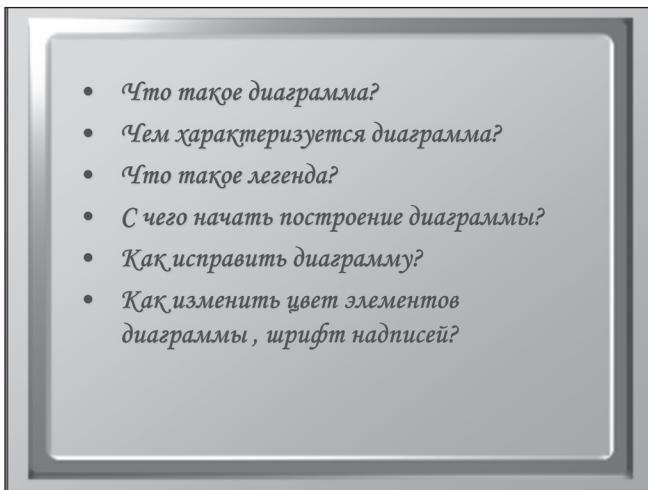 • Что такое диаграмма?
• Чем характеризуется диаграмма?
• Что такое легенда?
• С чего начать построение диаграммы?
• Как исправить диаграмму?
• Как изменить цвет элементов
диаграммы , шрифт надписей?